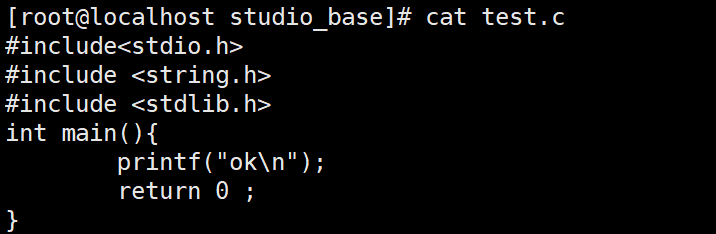 [root@localhost studio_base]# cat test.c
#include<stdio.h>
#include <string.h>
#include <stdlib.h>
int main(){
        printf("ok\n");
        return 0 ;
}